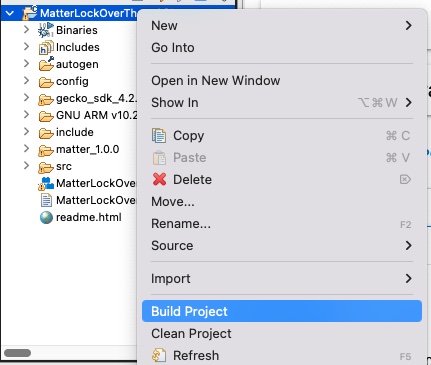 MatterLockOverTh
Binaries
Includes
autogen
config
gecko_sdk_4.2.
GNU ARM v10.2
include
matter_1.0.0
src
MatterLockOver
MatterLockOver
readme.html
New
Go Into
Open in New Window
Show In ⌥⌘W
Copy ⌘C
Paste ⌘V
Delete ⌦
Move...
Rename... F2
Source
Import
Build Project
Clean Project
Refresh F5